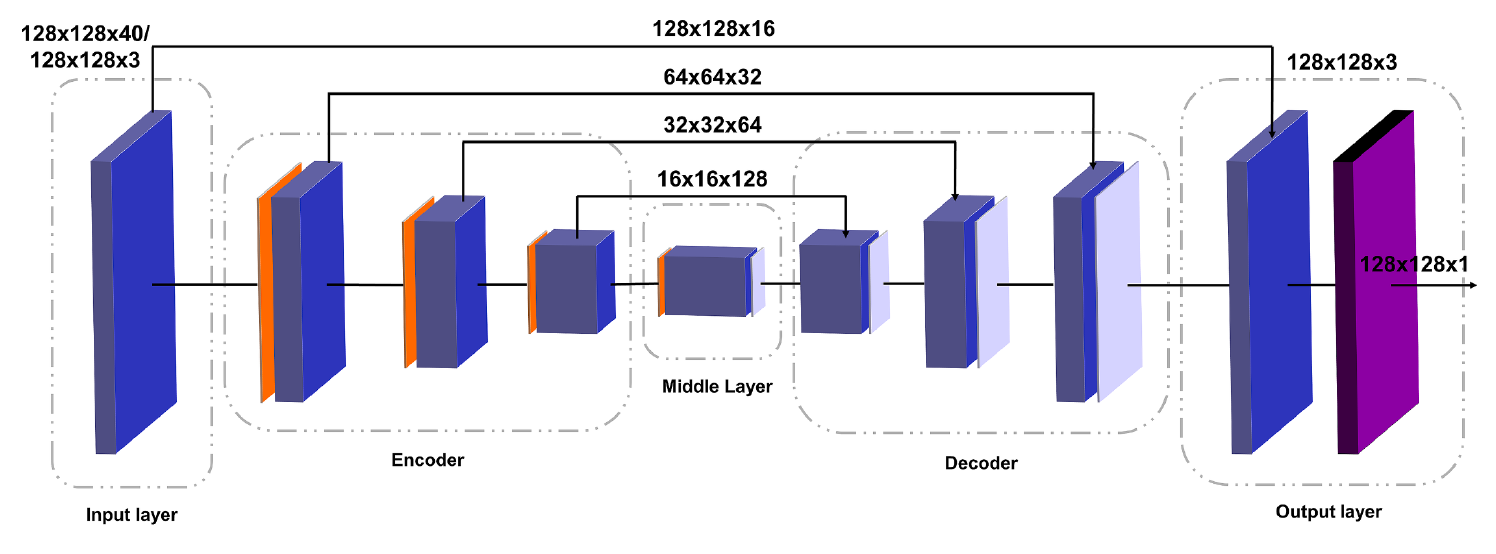 128x128x40/
128x128x3
128x128x16
64x64x32
32x32x64
16x16x128
128x128x3
128x128x1
Middle Layer
Encoder
Decoder
Input layer
Output layer